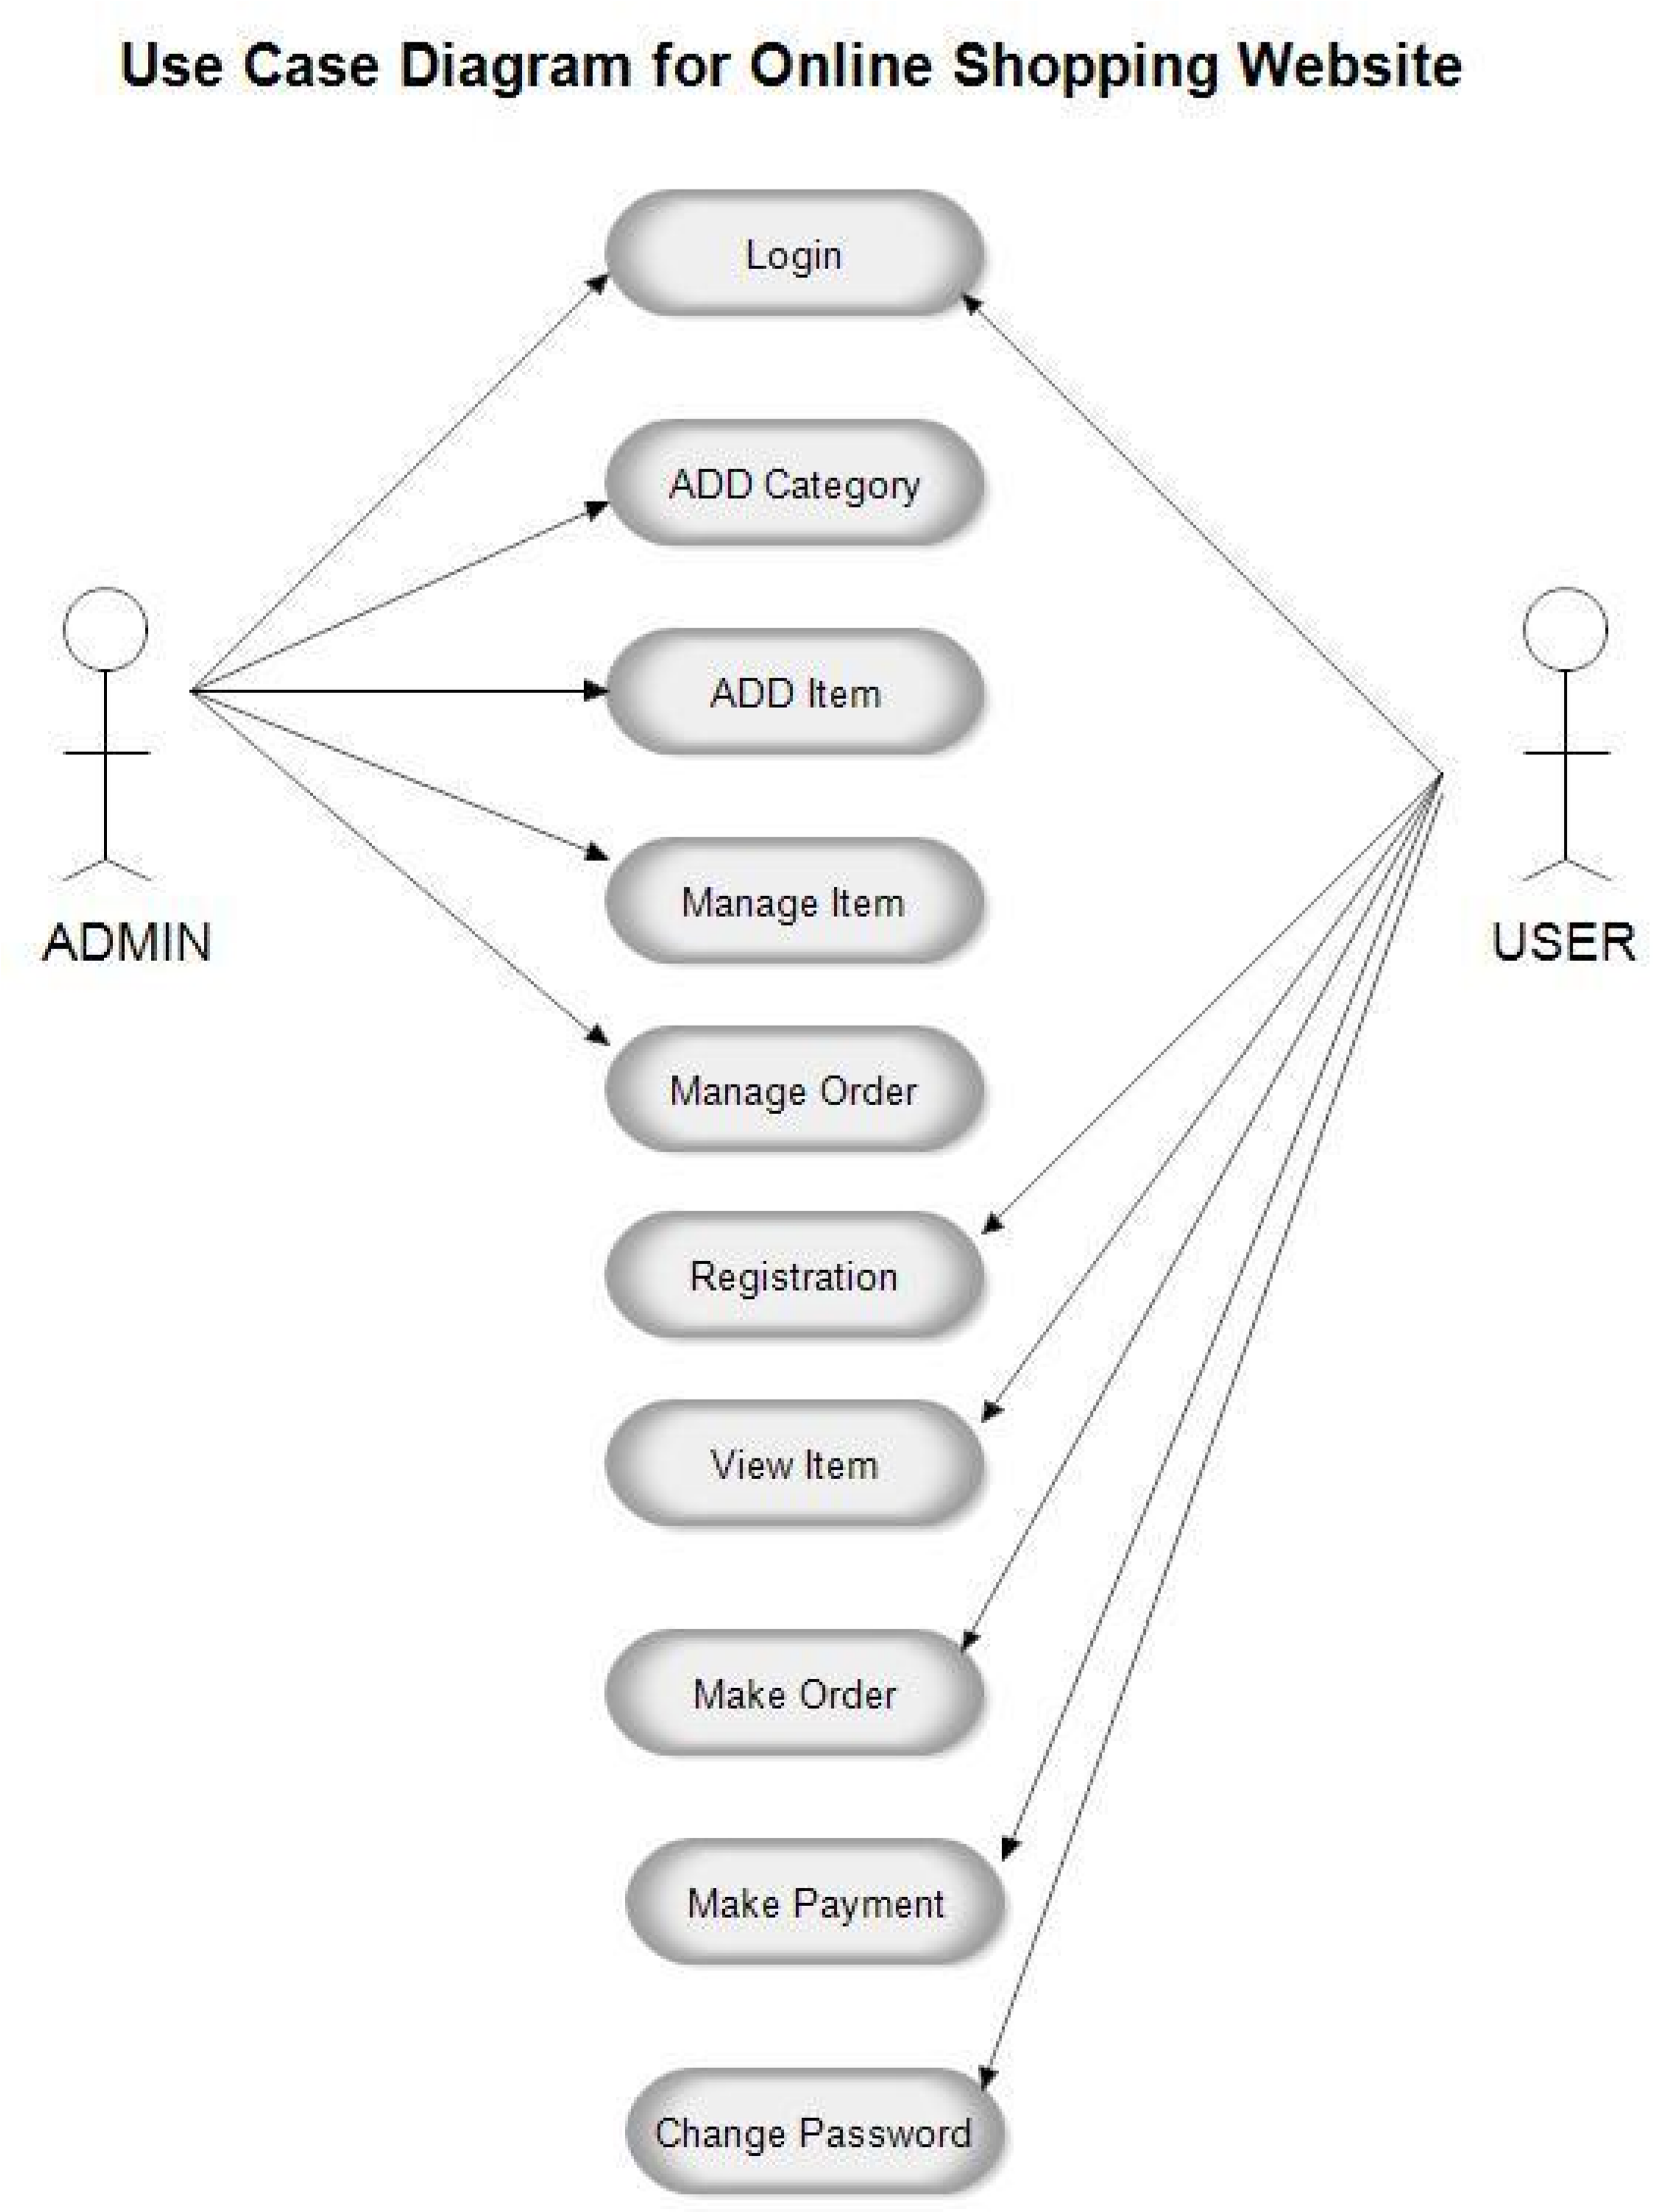 Use Case Diagram for Online Shopping Website
Login
ADD Category
ADD Item
Manage Item
ADMIN
USER
Manage Order
Registration
View Item
Make Order
Make Payment
Change Password